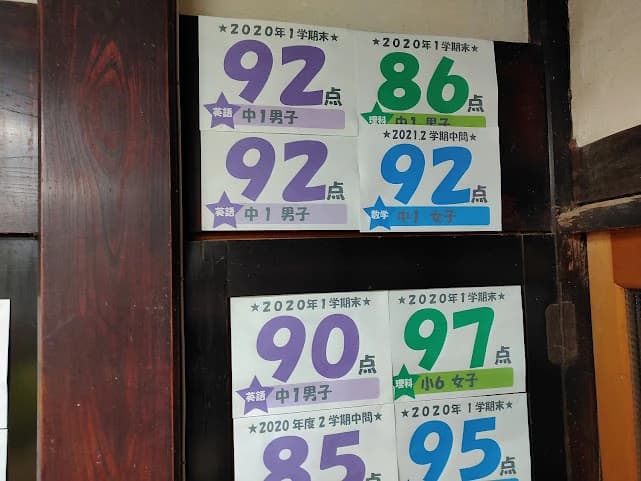 ★2020年1学期末★
92点
英語 中1男子
★2020年1学期末★
86点
理科 中1 男子
92点
英語 中1 男子
★2021.2学期中間★
92点
数学 中1 女子
★2020年1学期末★
90点
英語 中1男子
★2020年1学期末★
97点
理科 小6 女子
★2020年度2学期中間★
85点
★2020年 1学期末★
95点